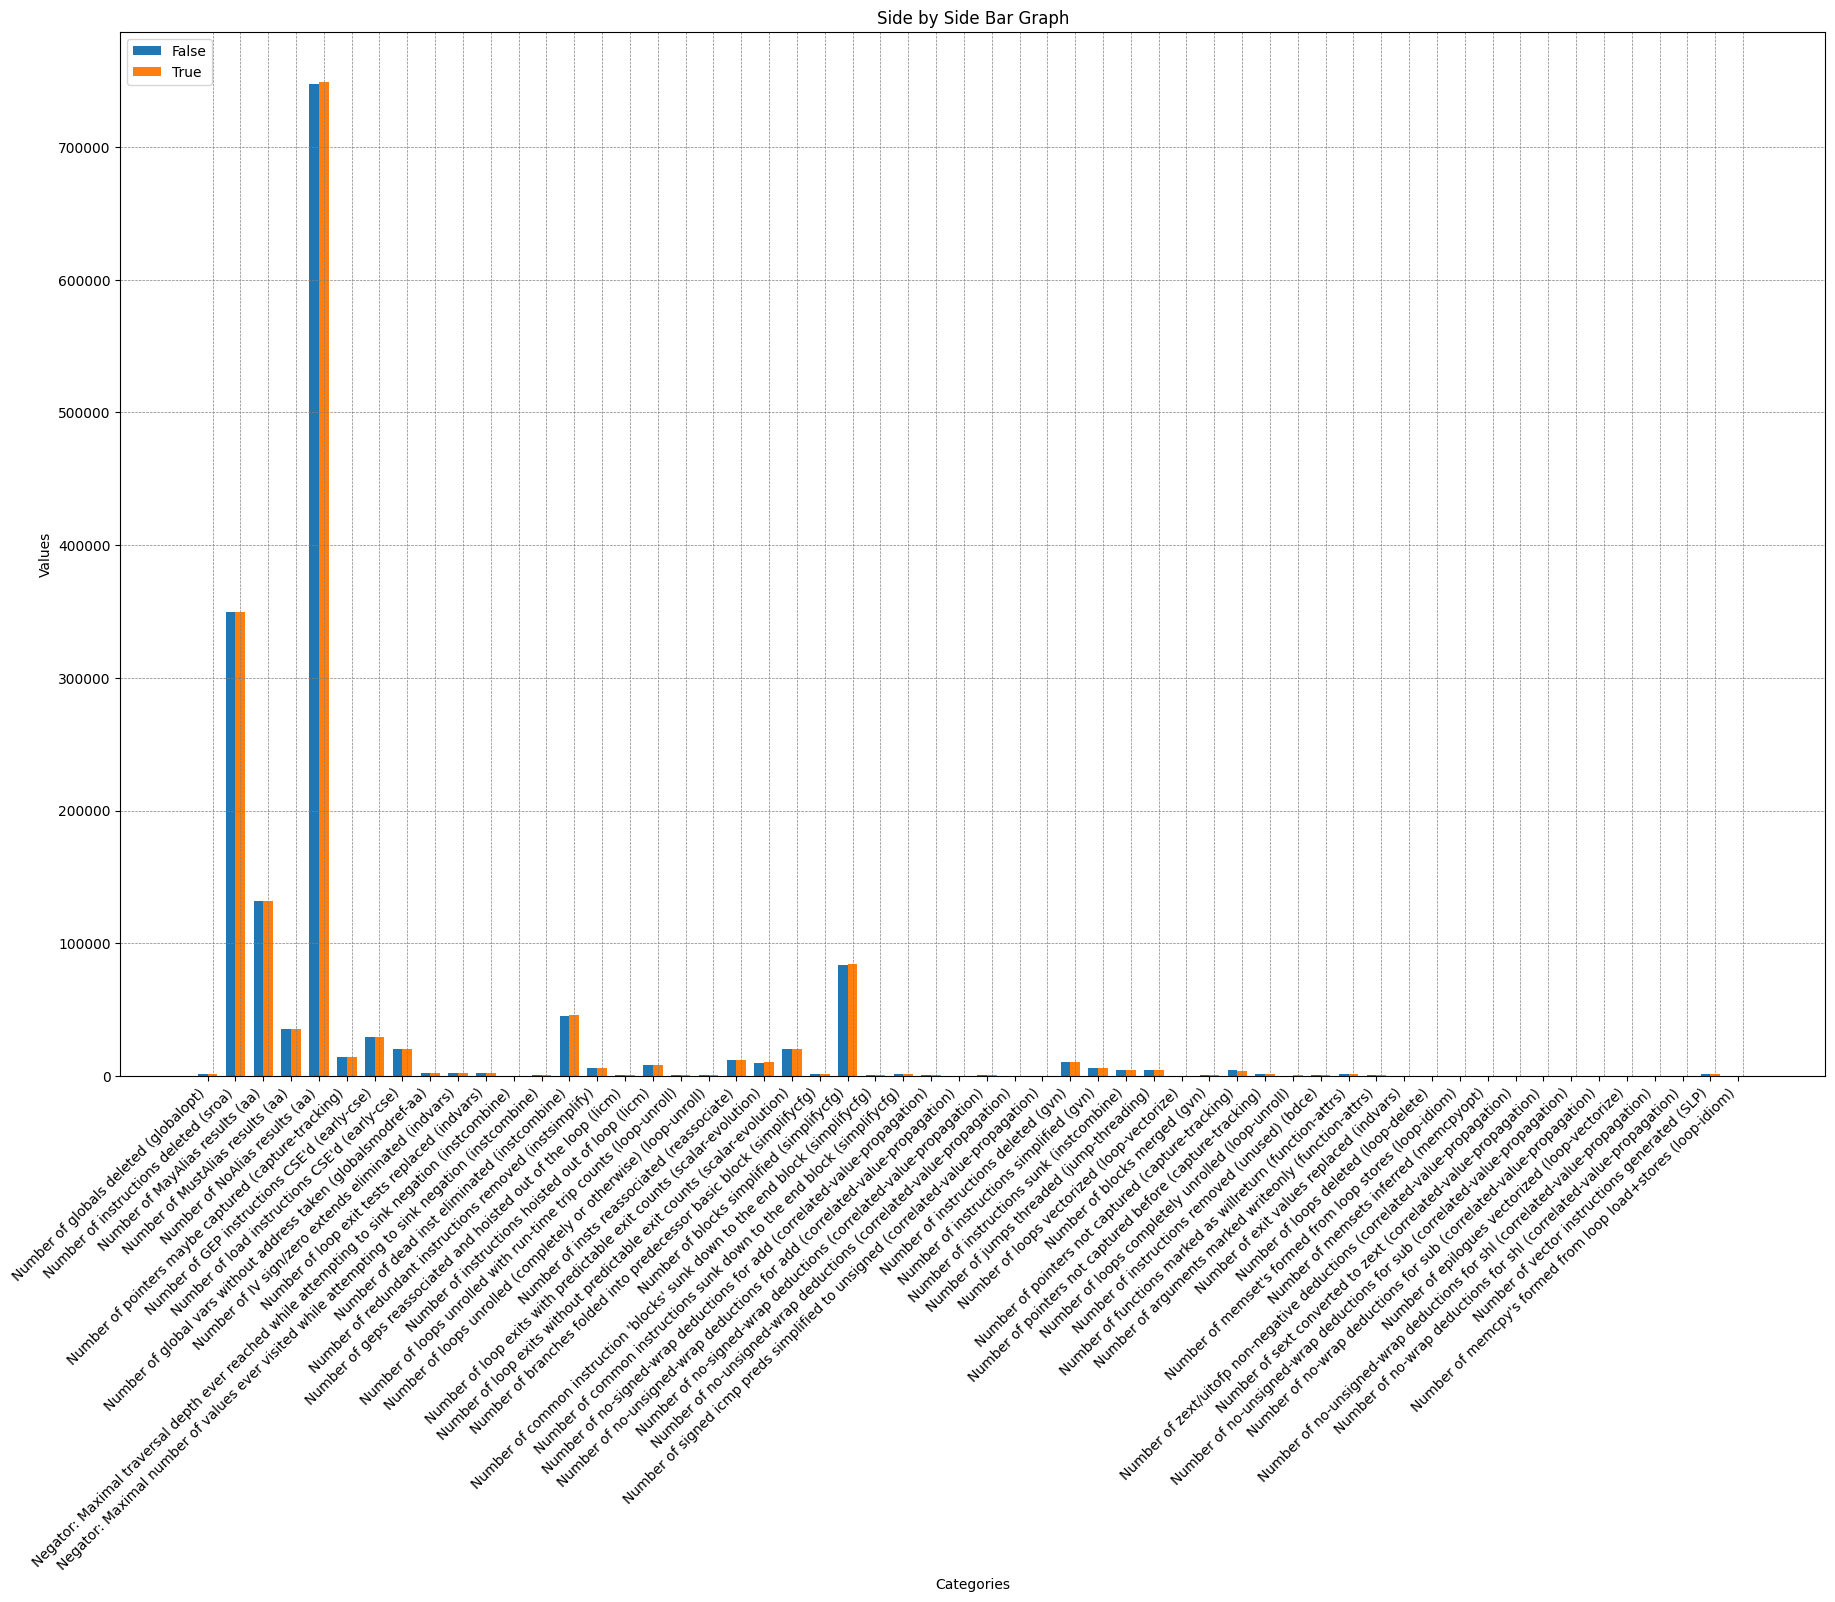 Side by Side Bar Graph
False
True
Values
700000
600000
500000
400000
300000
200000
100000
0
Number of globals deleted (globalopt)
Number of instructions deleted (sroa)
Number of MayAlias results (aa)
Number of MustAlias results (aa)
Number of NoAlias results (aa)
Number of pointers maybe captured (capture-tracking)
Number of GEP instructions CSE'd (early-cse)
Number of load instructions CSE'd (early-cse)
Number of global vars without address taken (globalsmodref-aa)
Number of IV sign/zero extends eliminated (indvars)
Number of loop exit tests replaced (indvars)
Negator: Maximal traversal depth ever reached while attempting to sink negation (instcombine)
Negator: Maximal number of values ever visited while attempting to sink negation (instcombine)
Number of dead inst eliminated (instcombine)
Number of redundant instructions removed (instsimplify)
Number of geps reassociated and hoisted out of the loop (licm)
Number of instructions hoisted out of loop (licm)
Number of loops unrolled with run-time trip counts (loop-unroll)
Number of loops unrolled (completely or otherwise) (loop-unroll)
Number of insts reassociated (reassociate)
Number of loop exits with predictable exit counts (scalar-evolution)
Number of loop exits without predictable exit counts (scalar-evolution)
Number of branches folded into predecessor basic block (simplifycfg)
Number of blocks simplified (simplifycfg)
Number of common instruction 'blocks' sunk down to the end block (simplifycfg)
Number of common instructions sunk down to the end block (simplifycfg)
Number of no-signed-wrap deductions for add (correlated-value-propagation)
Number of no-unsigned-wrap deductions for add (correlated-value-propagation)
Number of no-signed-wrap deductions (correlated-value-propagation)
Number of no-unsigned-wrap deductions (correlated-value-propagation)
Number of signed icmp preds simplified to unsigned (correlated-value-propagation)
Number of instructions deleted (gvn)
Number of instructions simplified (gvn)
Number of instructions sunk (instcombine)
Number of jumps threaded (jump-threading)
Number of loops vectorized (loop-vectorize)
Number of blocks merged (gvn)
Number of pointers not captured (capture-tracking)
Number of pointers not captured before (capture-tracking)
Number of loops completely unrolled (loop-unroll)
Number of instructions removed (unused) (bdce)
Number of functions marked as willreturn (function-attrs)
Number of arguments marked writeonly (function-attrs)
Number of exit values replaced (indvars)
Number of loops deleted (loop-delete)
Number of memset's formed from loop stores (loop-idiom)
Number of memsets inferred (memcpyopt)
Number of zext/uitofp non-negative deductions (correlated-value-propagation)
Number of sext converted to zext (correlated-value-propagation)
Number of no-unsigned-wrap deductions for sub (correlated-value-propagation)
Number of no-wrap deductions for sub (correlated-value-propagation)
Number of epilogues vectorized (loop-vectorize)
Number of no-unsigned-wrap deductions for shl (correlated-value-propagation)
Number of no-wrap deductions for shl (correlated-value-propagation)
Number of vector instructions generated (SLP)
Number of memcpy's formed from loop load+stores (loop-idiom)
Categories